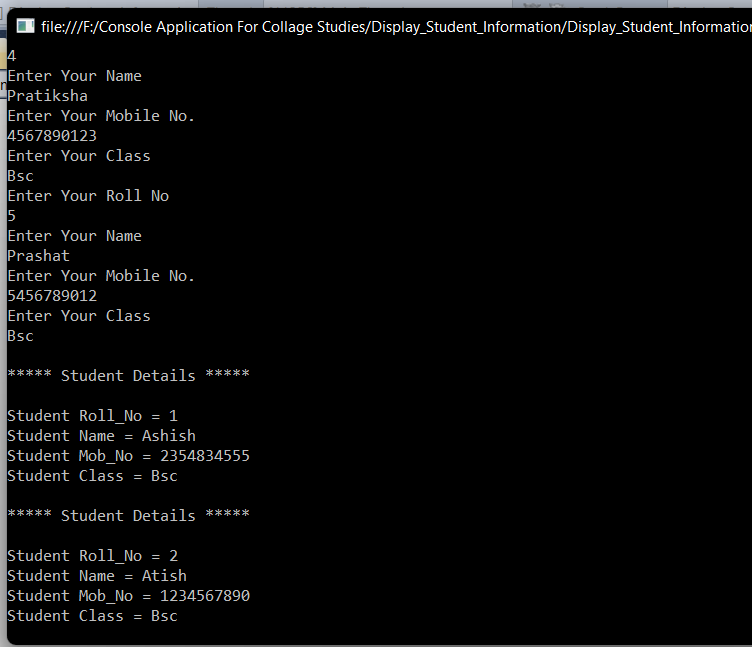 file:///F:/Console Application For Collage Studies/Display_Student_Information/Display_Student_Information
4
Enter Your Name
Pratiksha
Enter Your Mobile No.
4567890123
Enter Your Class
Bsc
Enter Your Roll No
5
Enter Your Name
Prashat
Enter Your Mobile No.
5456789012
Enter Your Class
Bsc
***** Student Details *****
Student Roll_No = 1
Student Name = Ashish
Student Mob_No = 2354834555
Student Class = Bsc
***** Student Details *****
Student Roll_No = 2
Student Name = Atish
Student Mob_No = 1234567890
Student Class = Bsc